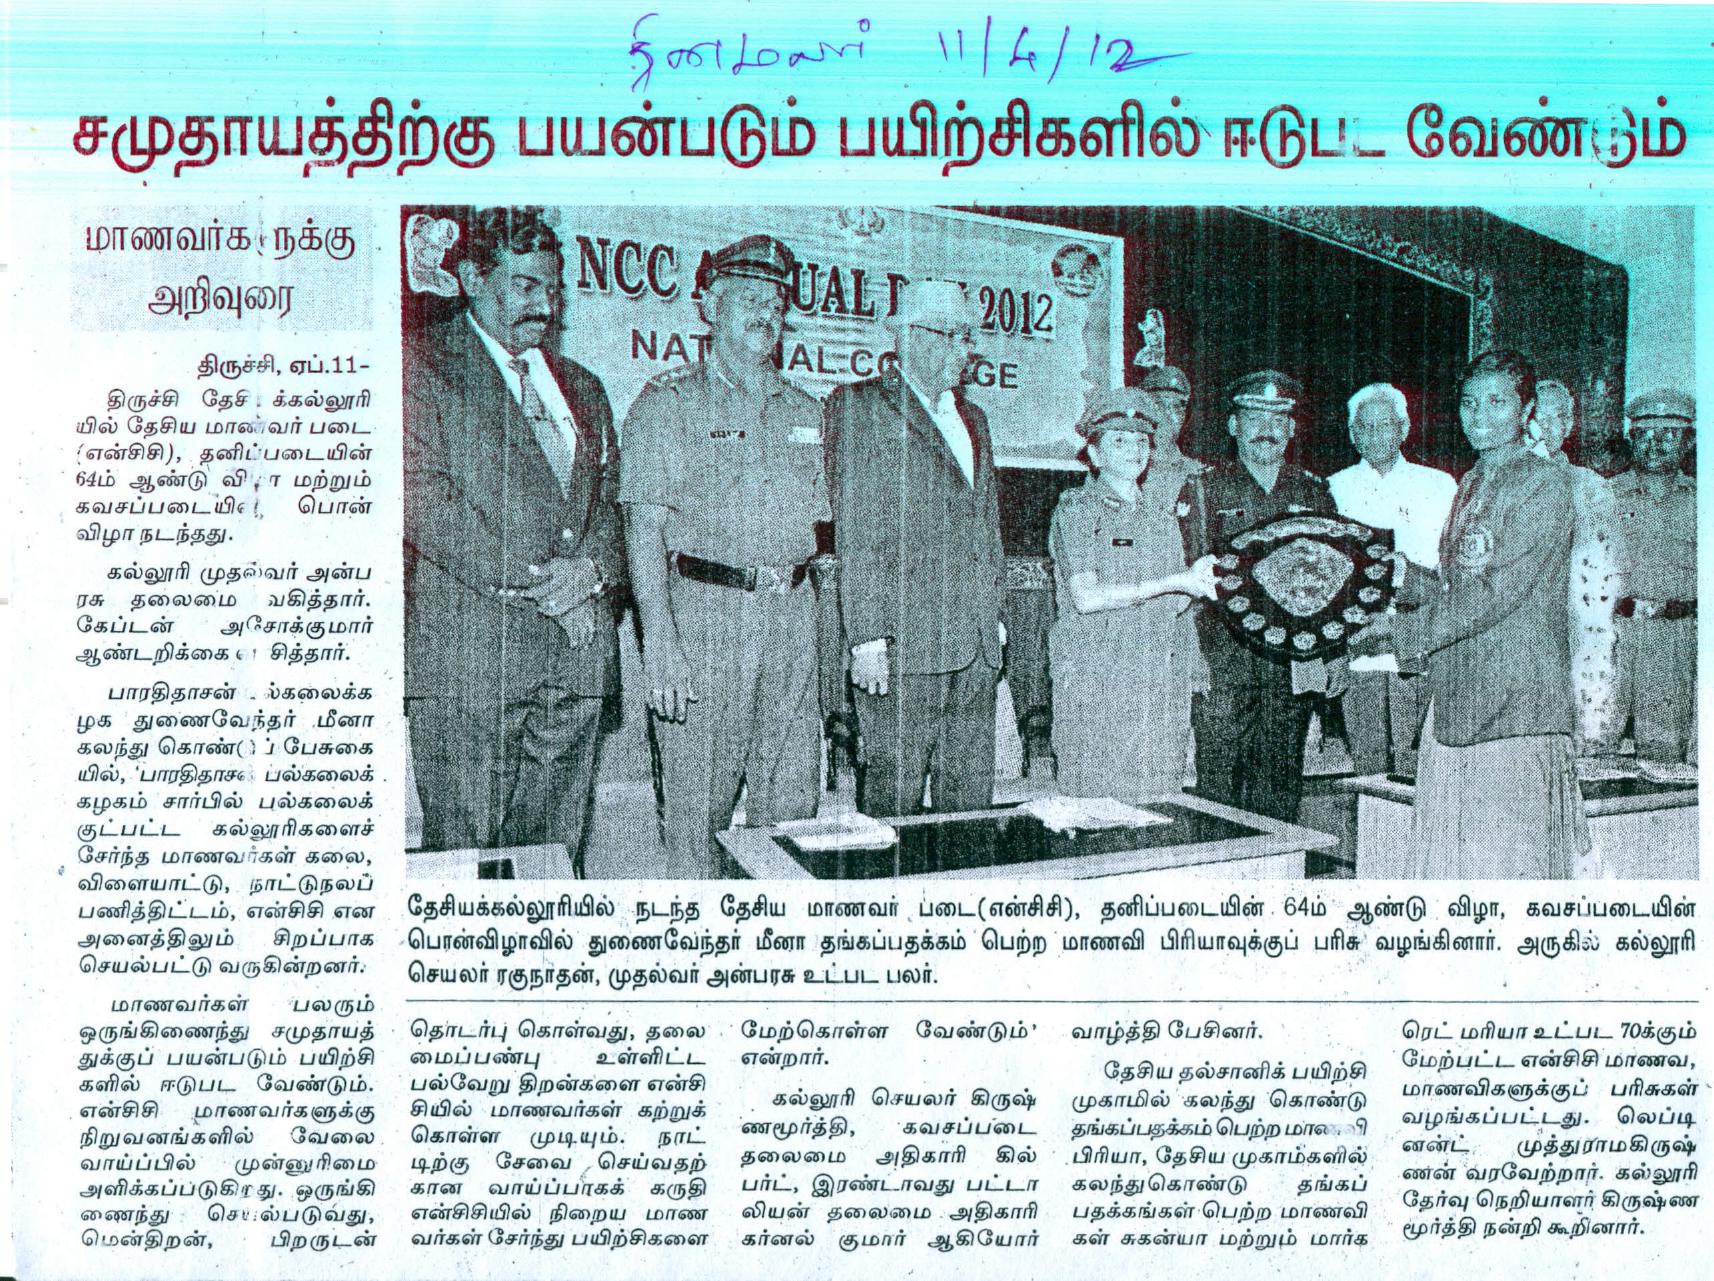 தினமலர் 11/4/12
சமுதாயத்திற்கு பயன்படும் பயிற்சிகளில் ஈடுபட வேண்டும்
மாணவர்களுக்கு
அறிவுரை
திருச்சி, ஏப்.11-
திருச்சி தேசியக்கல்லூரி
யில் தேசிய மாணவர் படை
(என்சிசி), தனிப்படையின்
64ம் ஆண்டு விழா மற்றும்
கவசப்படையின் பொன்
விழா நடந்தது.
கல்லூரி முதல்வர் அன்ப
ரசு தலைமை வகித்தார்.
கேப்டன் அசோக்குமார்
ஆண்டறிக்கை வாசித்தார்.
பாரதிதாசன் பல்கலைக்க
ழக துணைவேந்தர் மீனா
கலந்து கொண்டு பேசுகை
யில், 'பாரதிதாசன் பல்கலைக்
கழகம் சார்பில் பல்கலைக்
குட்பட்ட கல்லூரிகளைச்
சேர்ந்த மாணவர்கள் கலை,
விளையாட்டு, நாட்டுநலப்
பணித்திட்டம், என்சிசி என
அனைத்திலும் சிறப்பாக
செயல்பட்டு வருகின்றனர்.
மாணவர்கள் பலரும்
ஒருங்கிணைந்து சமுதாயத்
துக்குப் பயன்படும் பயிற்சி
களில் ஈடுபட வேண்டும்.
என்சிசி மாணவர்களுக்கு
நிறுவனங்களில் வேலை
வாய்ப்பில் முன்னுரிமை
அளிக்கப்படுகிறது. ஒருங்கி
ணைந்து செயல்படுவது,
மென்திறன், பிறருடன்
NCC ANNUAL DAY 2012
NATIONAL COLLEGE
தேசியக்கல்லூரியில் நடந்த தேசிய மாணவர் படை(என்சிசி), தனிப்படையின் 64ம் ஆண்டு விழா, கவசப்படையின்
பொன்விழாவில் துணைவேந்தர் மீனா தங்கப்பதக்கம் பெற்ற மாணவி பிரியாவுக்குப் பரிசு வழங்கினார். அருகில் கல்லூரி
செயலர் ரகுநாதன், முதல்வர் அன்பரசு உட்பட பலர்.
தொடர்பு கொள்வது, தலை
மைப்பண்பு உள்ளிட்ட
பல்வேறு திறன்களை என்சி
சியில் மாணவர்கள் கற்றுக்
கொள்ள முடியும். நாட்
டிற்கு சேவை செய்வதற்
கான வாய்ப்பாகக் கருதி
என்சிசியில் நிறைய மாண
வர்கள் சேர்ந்து பயிற்சிகளை
மேற்கொள்ள வேண்டும்'
என்றார்.
கல்லூரி செயலர் கிருஷ்
ணமூர்த்தி, கவசப்படை
தலைமை அதிகாரி கில்
பர்ட், இரண்டாவது பட்டா
லியன் தலைமை அதிகாரி
கர்னல் குமார் ஆகியோர்
வாழ்த்தி பேசினர்.
தேசிய தல்சானிக் பயிற்சி
முகாமில் கலந்து கொண்டு
தங்கப்பதக்கம் பெற்ற மாணவி
பிரியா, தேசிய முகாம்களில்
கலந்துகொண்டு தங்கப்
பதக்கங்கள் பெற்ற மாணவி
கள் சுகன்யா மற்றும் மார்க
ரெட் மரியா உட்பட 70க்கும்
மேற்பட்ட என்சிசி மாணவ,
மாணவிகளுக்குப் பரிசுகள்
வழங்கப்பட்டது. லெப்டி
னன்ட் முத்துராமகிருஷ்
ணன் வரவேற்றார். கல்லூரி
தேர்வு நெறியாளர் கிருஷ்ண
மூர்த்தி நன்றி கூறினார்.